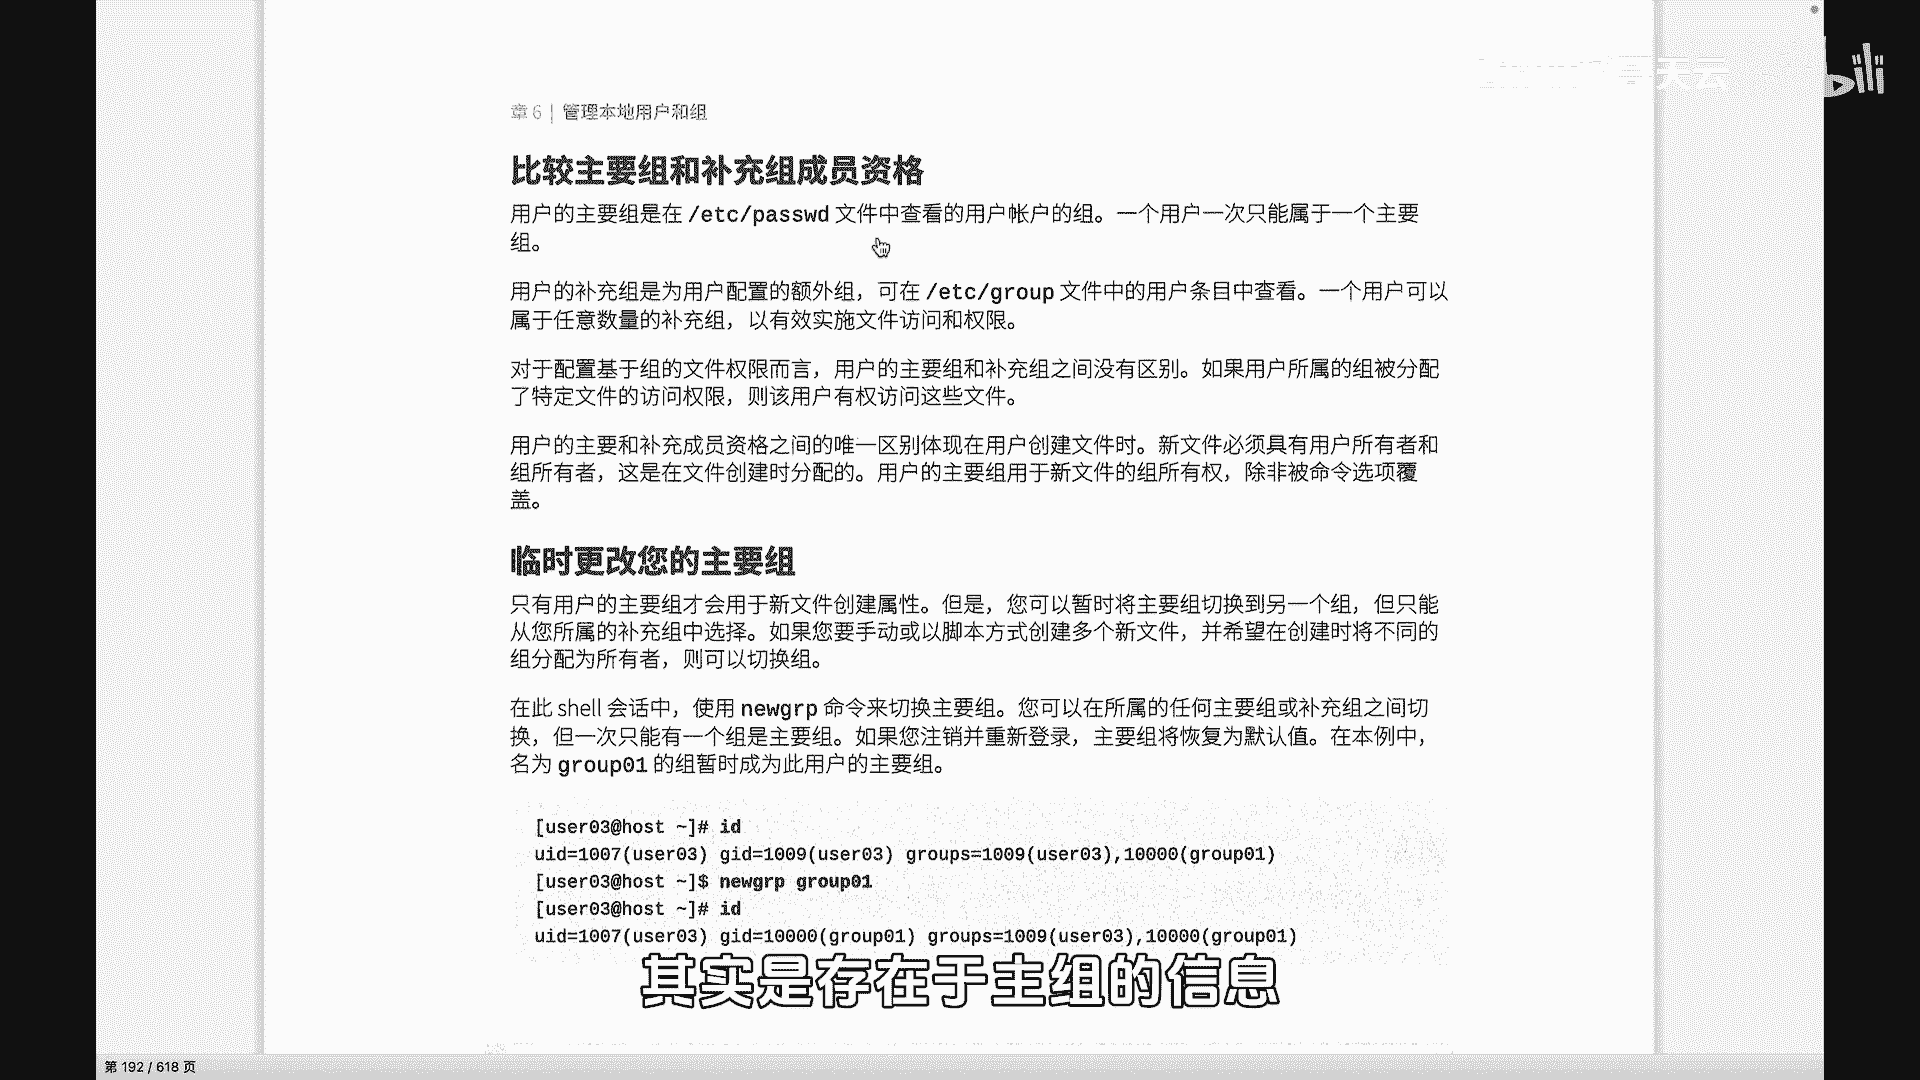 天云
bili
章 6 | 管理本地用户和组
比较主要组和补充组成员资格
用户的主要组是在 /etc/passwd 文件中查看的用户帐户的组。一个用户一次只能属于一个主要
组。
用户的补充组是为用户配置的额外组，可在 /etc/group 文件中的用户条目中查看。一个用户可以
属于任意数量的补充组，以有效实施文件访问和权限。
对于配置基于组的文件权限而言，用户的主要组和补充组之间没有区别。如果用户所属的组被分配
了特定文件的访问权限，则该用户有权访问这些文件。
用户的主要和补充成员资格之间的唯一区别体现在用户创建文件时。新文件必须具有用户所有者和
组所有者，这是在文件创建时分配的。用户的主要组用于新文件的组所有权，除非被命令选项覆
盖。
临时更改您的主要组
只有用户的主要组才会用于新文件创建属性。但是，您可以暂时将主要组切换到另一个组，但只能
从您所属的补充组中选择。如果您要手动或以脚本方式创建多个新文件，并希望在创建时将不同的
组分配为所有者，则可以切换组。
在此 shell 会话中，使用 newgrp 命令来切换主要组。您可以在所属的任何主要组或补充组之间切
换，但一次只能有一个组是主要组。如果您注销并重新登录，主要组将恢复为默认值。在本例中，
名为 group01 的组暂时成为此用户的主要组。
[user03@host ~]# id
uid=1007(user03) gid=1009(user03) groups=1009(user03),10000(group01)
[user03@host ~]$ newgrp group01
[user03@host ~]# id
uid=1007(user03) gid=10000(group01) groups=1009(user03),10000(group01)
其实是存在于主组的信息
第 192 / 618 页